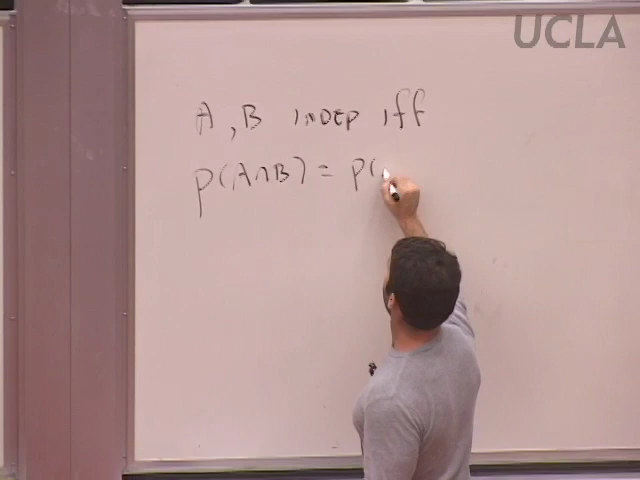 UCLA
A, B INDEP iff
P(A∩B) = P(